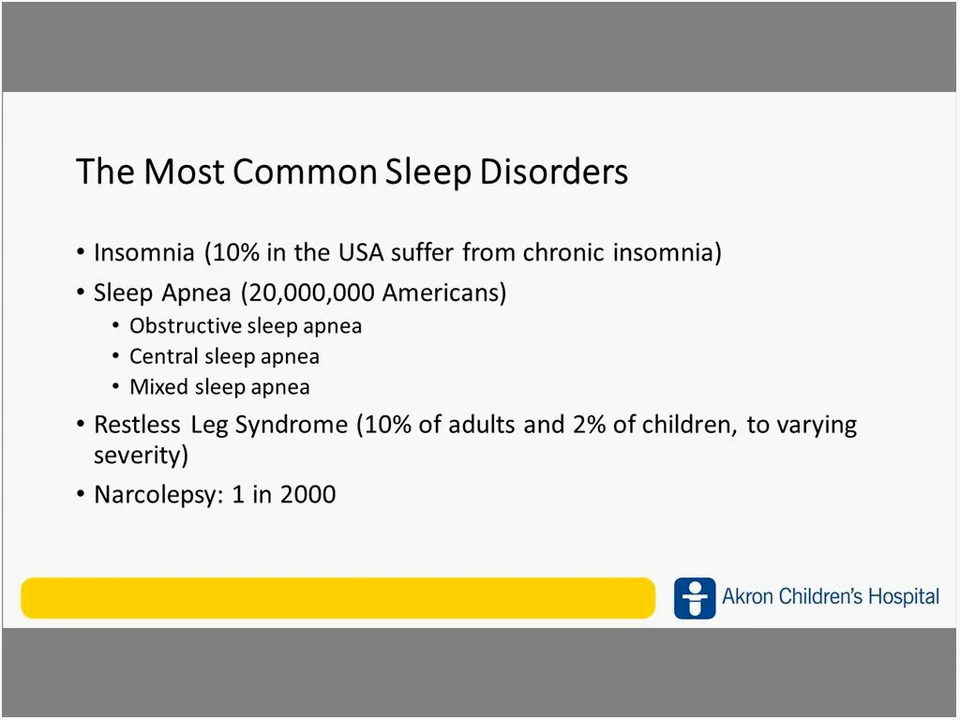 The Most Common Sleep Disorders
• Insomnia (10% in the USA suffer from chronic insomnia)
• Sleep Apnea (20,000,000 Americans)
• Obstructive sleep apnea
• Central sleep apnea
• Mixed sleep apnea
• Restless Leg Syndrome (10% of adults and 2% of children, to varying
severity)
• Narcolepsy: 1 in 2000
Akron Children's Hospital